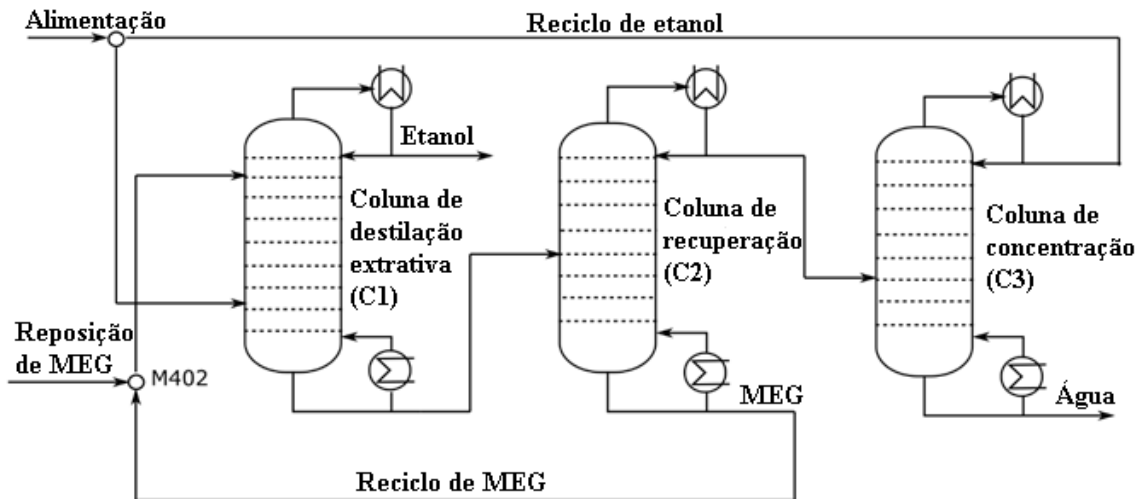 Alimentação
Reciclo de etanol
Etanol
Coluna de
destilação
extrativa
(C1)
Coluna de
recuperação
(C2)
Coluna de
concentração
(C3)
Reposição
de MEG
M402
MEG
Água
Reciclo de MEG